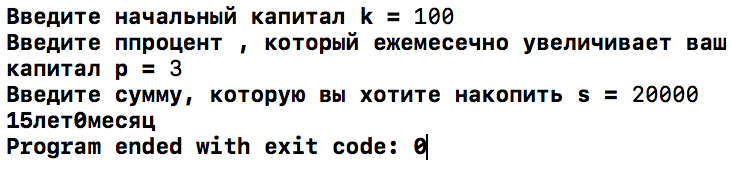 Введите начальный капитал k = 100
Введите ппроцент , который ежемесечно увеличивает ваш
капитал p = 3
Введите сумму, которую вы хотите накопить s = 20000
15лет0месяц
Program ended with exit code: 0